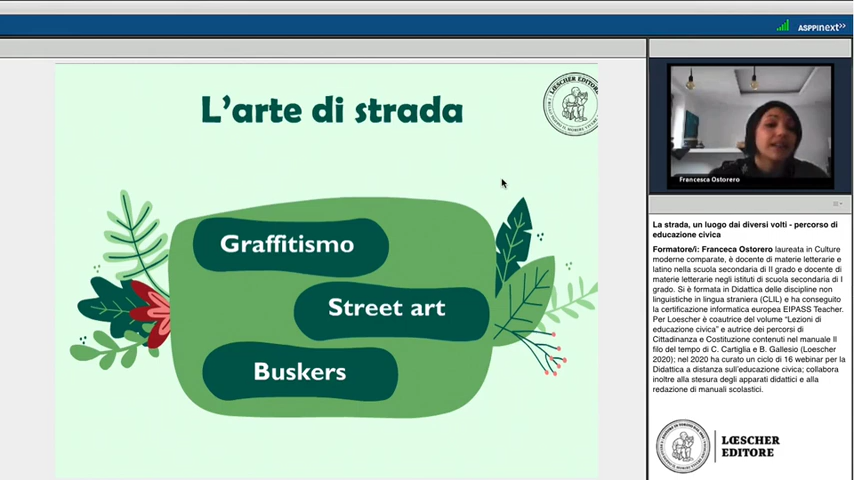 ASPPInext
L'arte di strada
LŒSCHER EDITORE
Graffitismo
Street art
Buskers
Francesca Ostorero
La strada, un luogo dai diversi volti - percorso di
educazione civica
Formatore/i: Franceca Ostorero laureata in Culture
moderne comparate, è docente di materie letterarie e
latino nella scuola secondaria di II grado e docente di
materie letterarie negli istituti di scuola secondaria di I
grado. Si è formata in Didattica delle discipline non
linguistiche in lingua straniera (CLIL) e ha conseguito
la certificazione informatica europea EIPASS Teacher.
Per Loescher è coautrice del volume "Lezioni di
educazione civica" e autrice dei percorsi di
Cittadinanza e Costituzione contenuti nel manuale Il
filo del tempo di C. Cartiglia e B. Gallesio (Loescher
2020); nel 2020 ha curato un ciclo di 16 webinar per la
Didattica a distanza sull'educazione civica; collabora
inoltre alla stesura degli apparati didattici e alla
redazione di manuali scolastici.
LŒSCHER
EDITORE